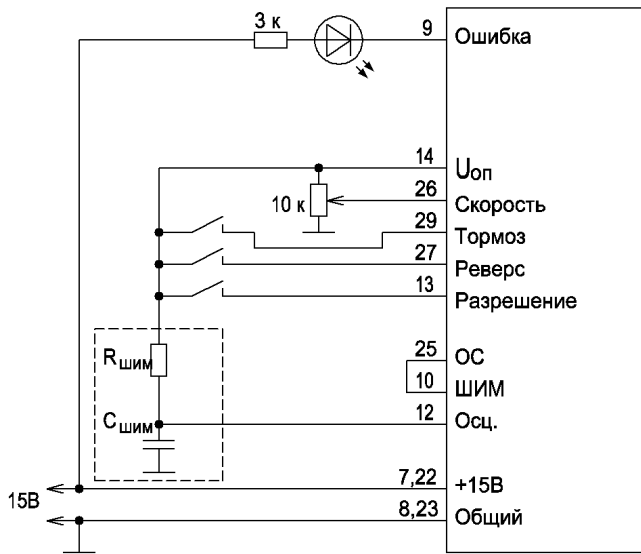 3 к
9
Ошибка
14
Uоп
26
Скорость
10 к
29
Тормоз
27
Реверс
13
Разрешение
Rшим
25
ОС
10
ШИМ
Cшим
12
Осц.
7,22
+15В
15В
8,23
Общий